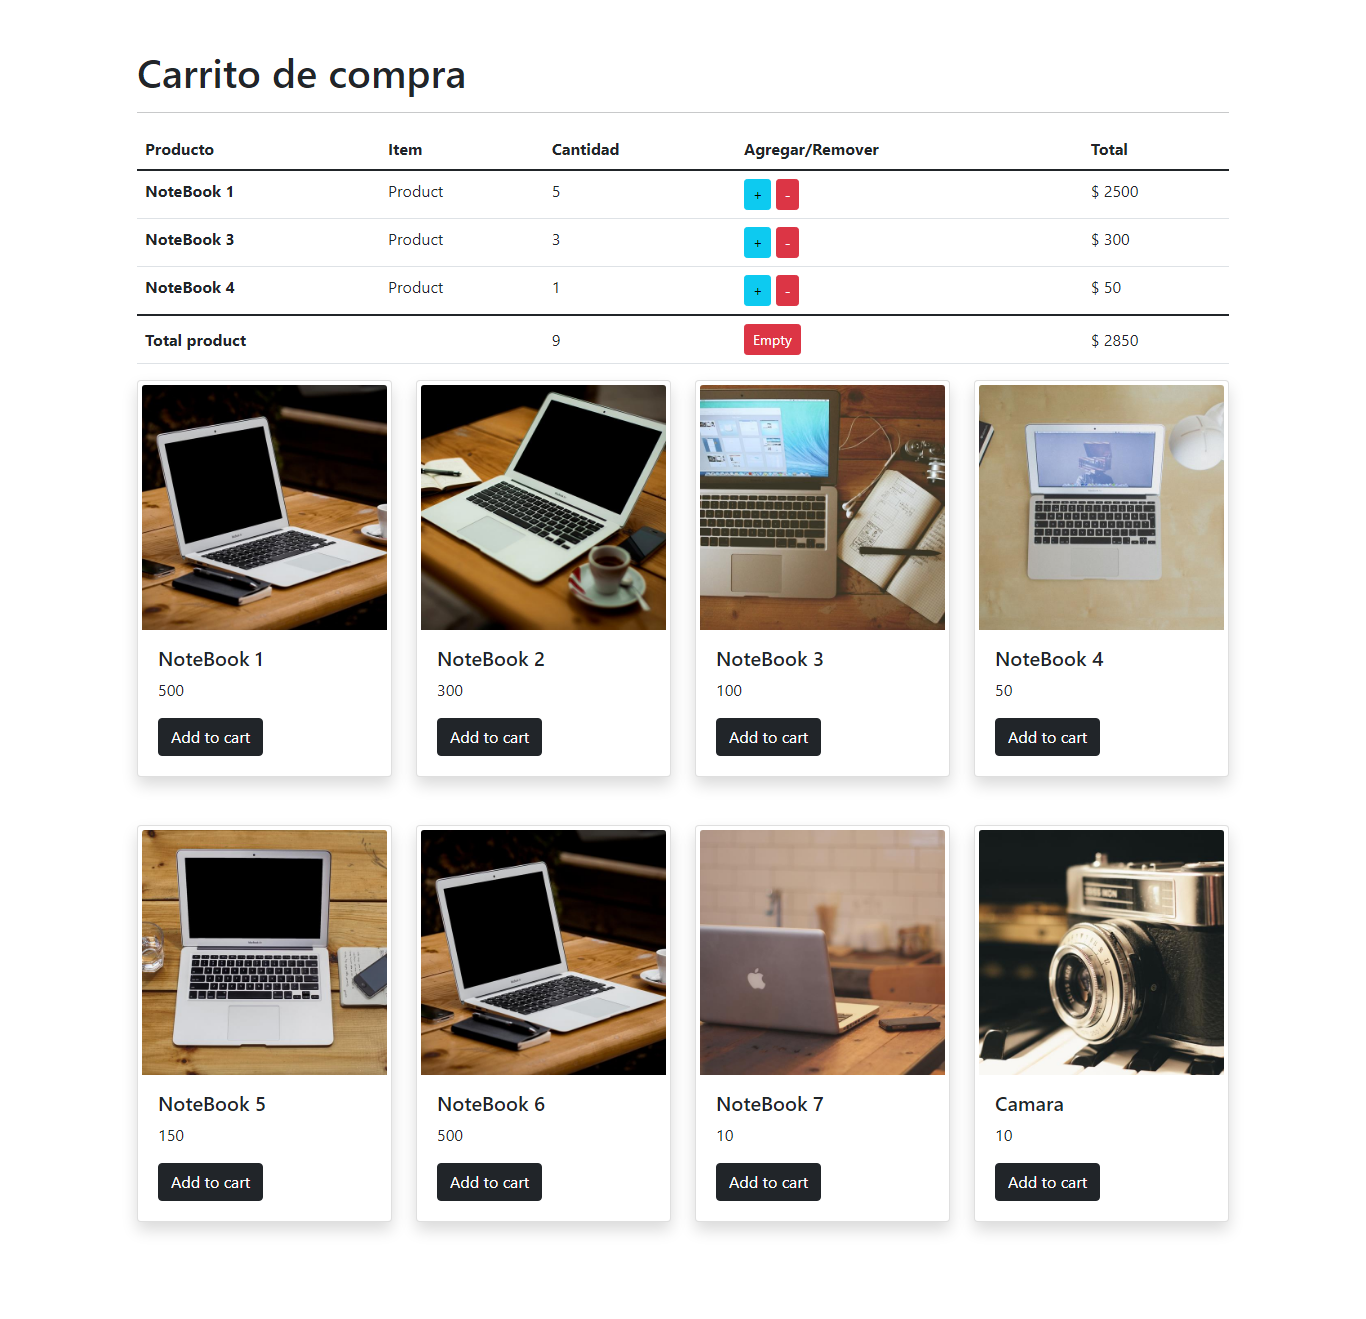 Carrito de compra
Producto Item Cantidad Agregar/Remover Total
NoteBook 1 Product 5 + - $ 2500
NoteBook 3 Product 3 + - $ 300
NoteBook 4 Product 1 + - $ 50
Total product 9 Empty $ 2850
NoteBook 1
500
Add to cart
NoteBook 2
300
Add to cart
NoteBook 3
100
Add to cart
NoteBook 4
50
Add to cart
NoteBook 5
150
Add to cart
NoteBook 6
500
Add to cart
NoteBook 7
10
Add to cart
Camara
10
Add to cart